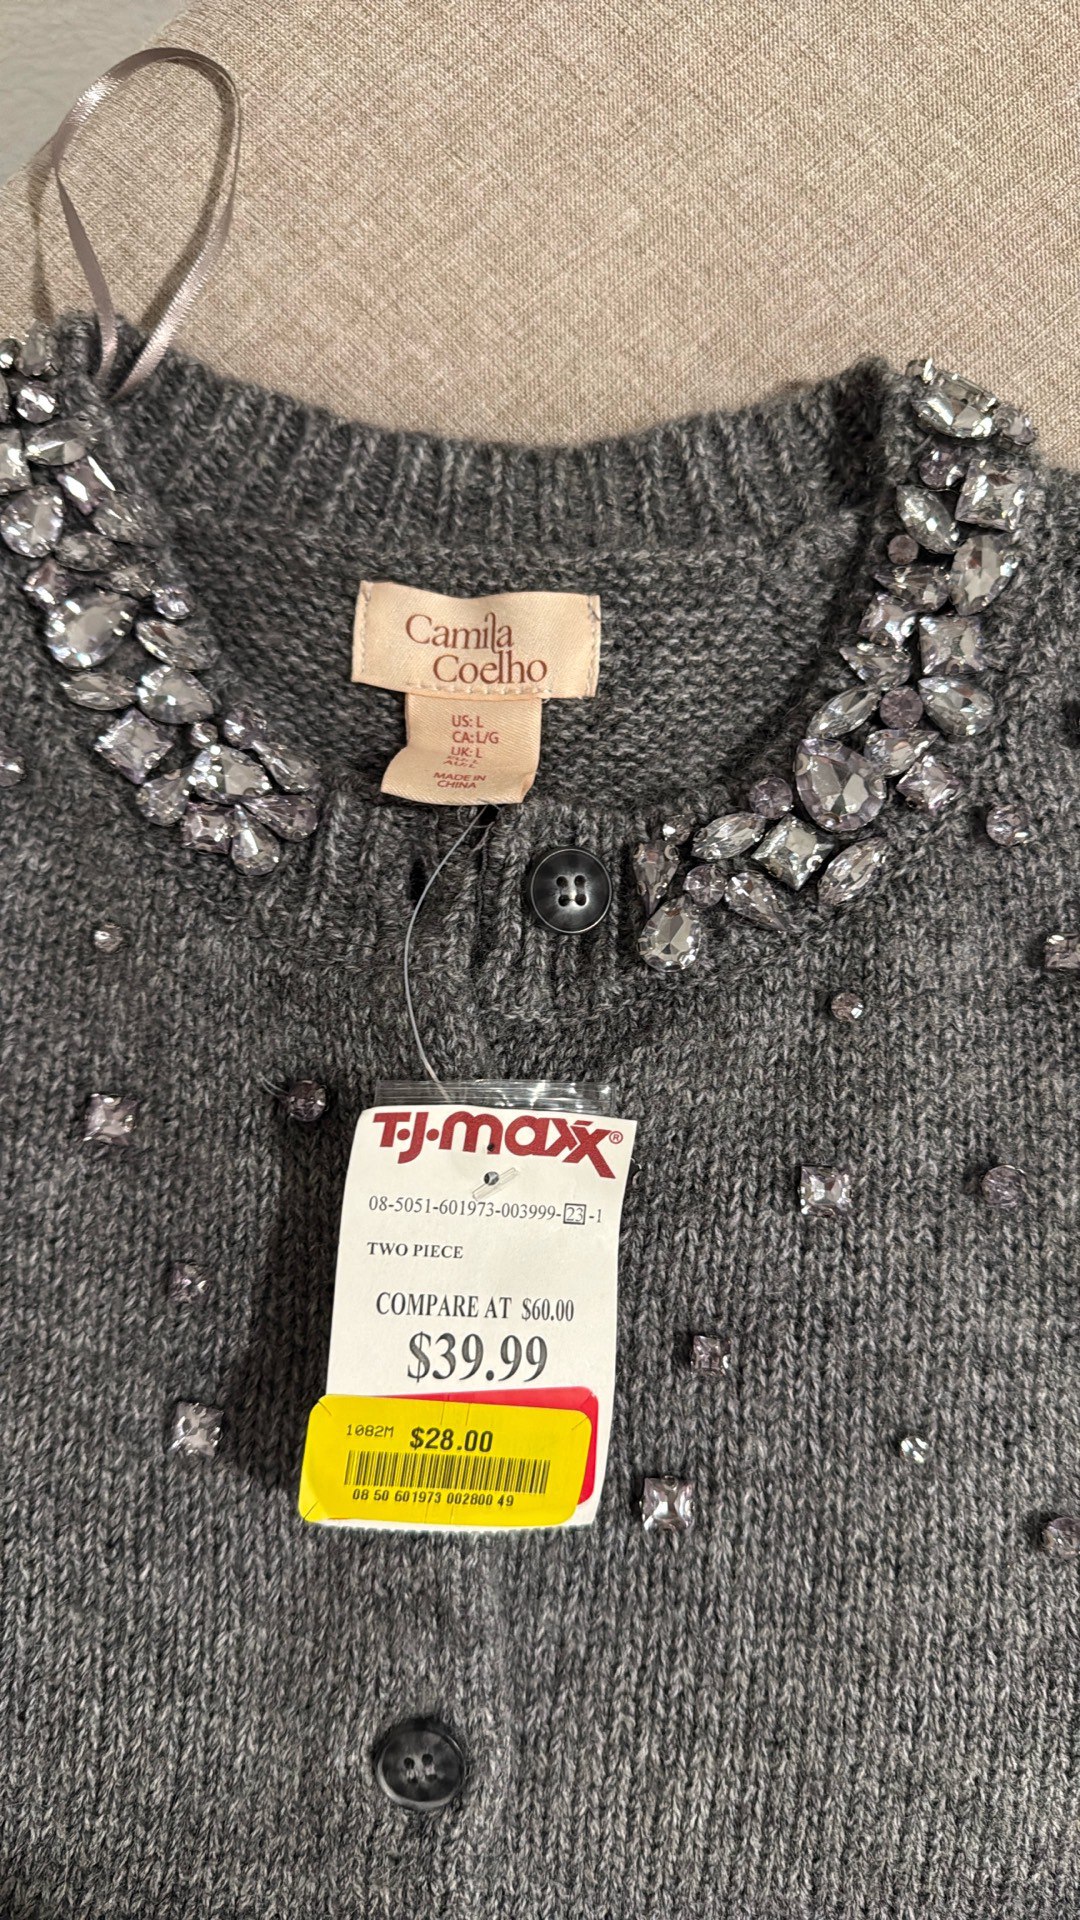 Camila
Coelho
US: L
CA: L/G
UK: L
AU: L
MADE IN
CHINA
T·J·maxx®
08-5051-601973-003999-23-1
TWO PIECE
COMPARE AT $60.00
$39.99
1082M $28.00
08 50 601973 002800 49